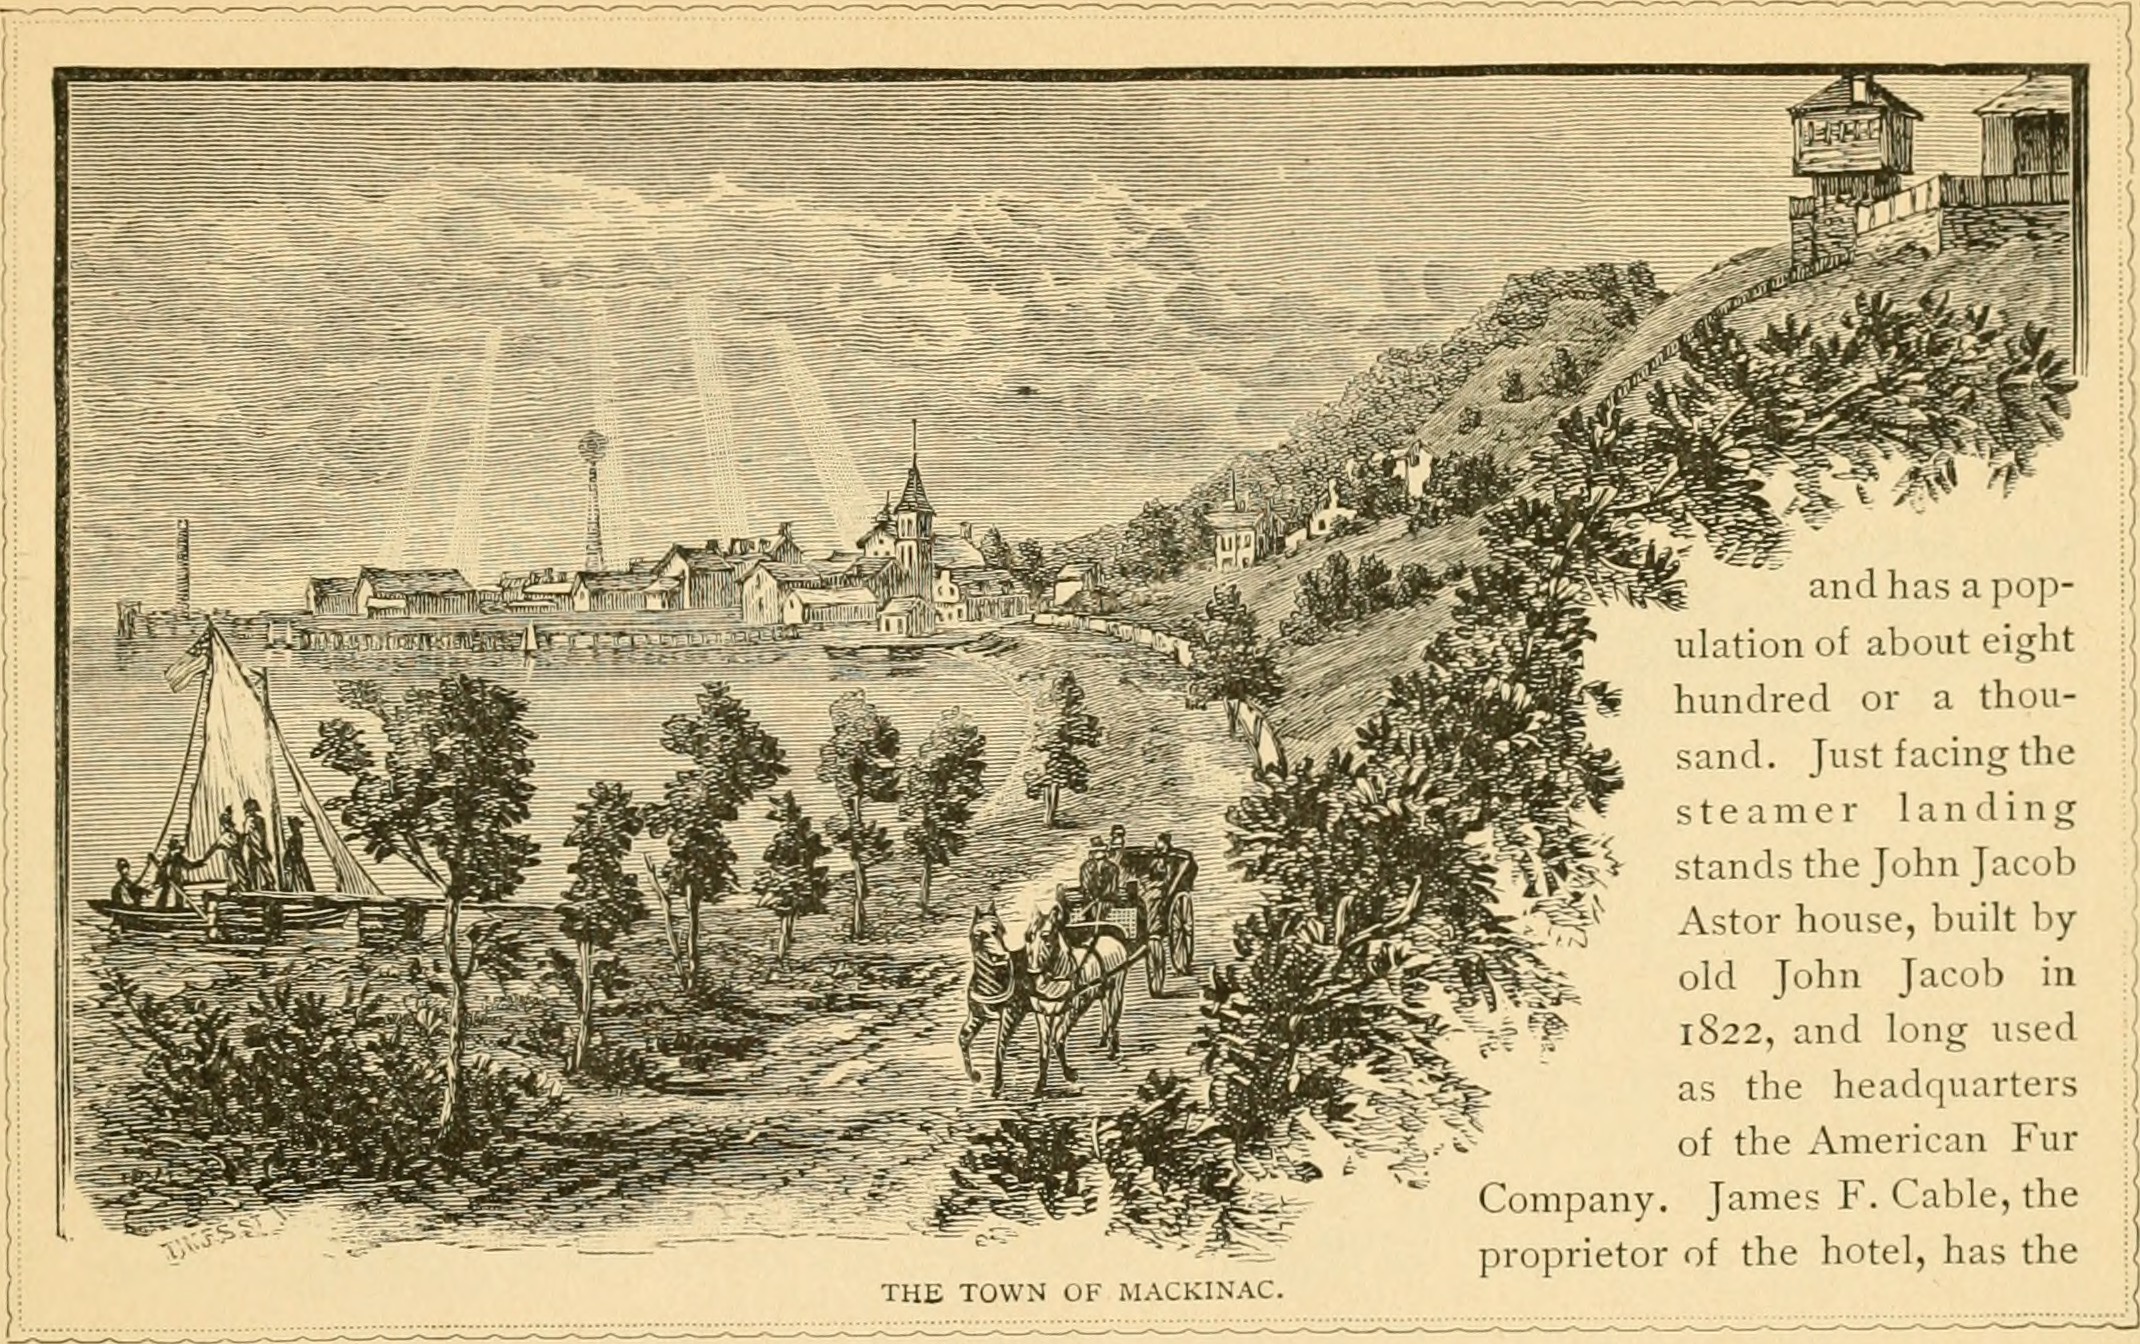 and has a pop-
ulation of about eight
hundred or a thou-
sand. Just facing the
steamer landing
stands the John Jacob
Astor house, built by
old John Jacob in
1822, and long used
as the headquarters
of the American Fur
Company. James F. Cable, the
proprietor of the hotel, has the
THE TOWN OF MACKINAC.